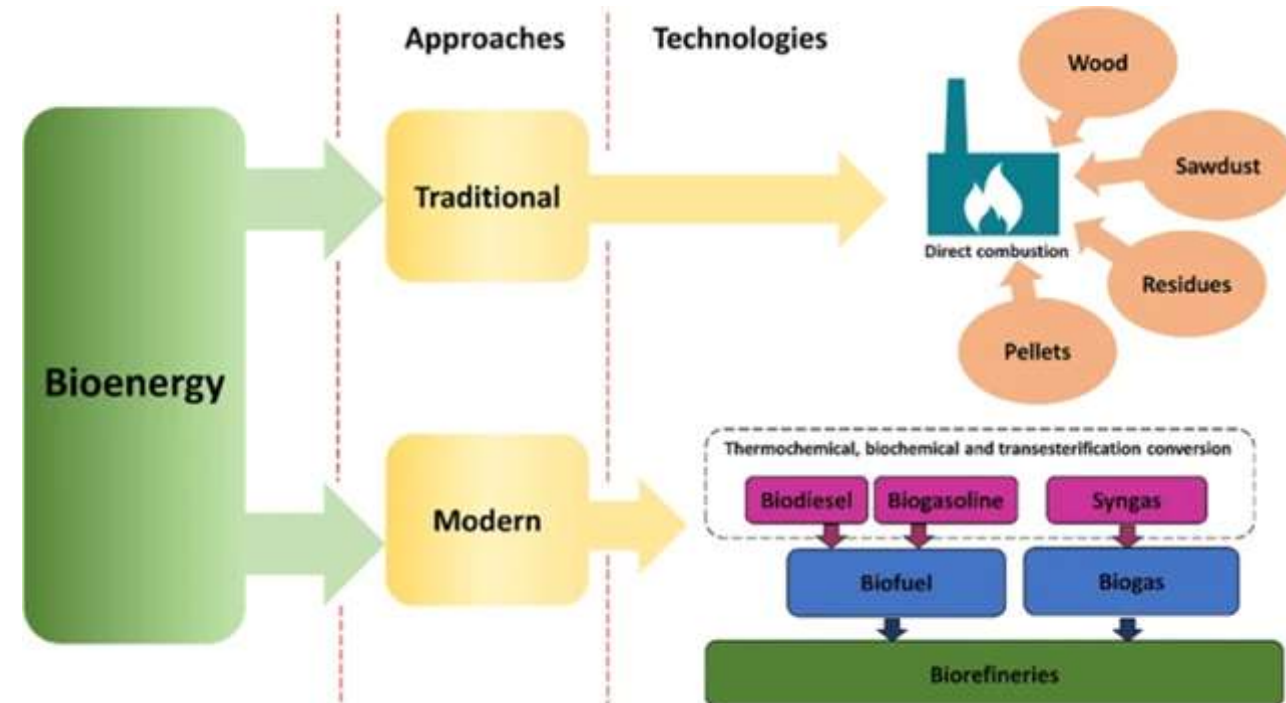 Approaches
Technologies
Bioenergy
Traditional
Direct combustion
Wood
Sawdust
Residues
Pellets
Modern
Thermochemical, biochemical and transesterification conversion
Biodiesel
Biogasoline
Syngas
Biofuel
Biogas
Biorefineries